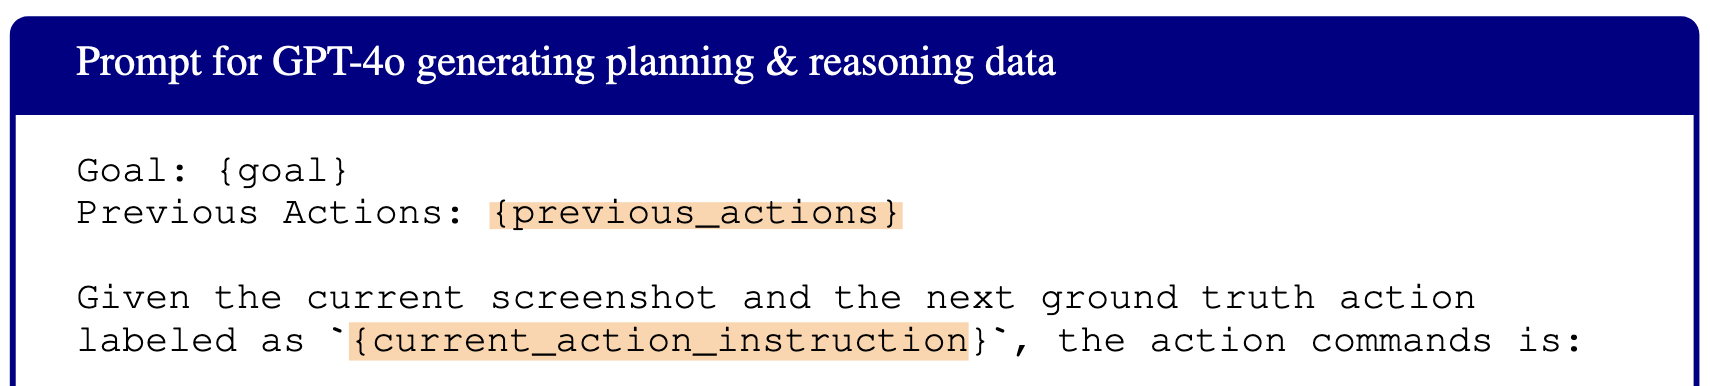 Prompt for GPT-4o generating planning & reasoning data
Goal: {goal}
Previous Actions: {previous_actions}
Given the current screenshot and the next ground truth action
labeled as `{current_action_instruction}`, the action commands is: